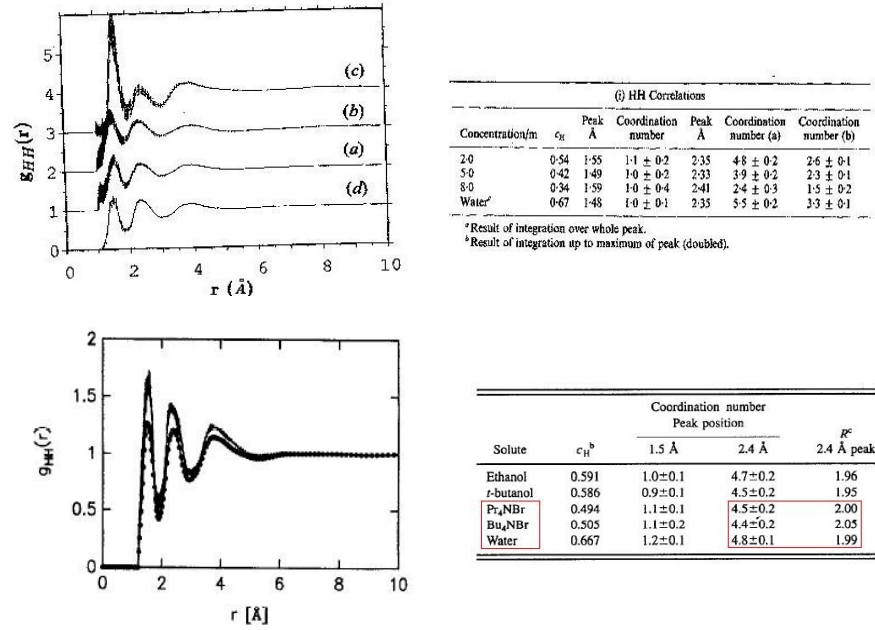 5
4
3
2
1
0
g_HH(r)
(c)
(b)
(a)
(d)
0 2 4 6 8 10
r (Å)
(i) HH Correlations
Concentration/m c_H Peak Å Coordination number Peak Å Coordination number (a) Coordination number (b)
2·0 0·54 1·55 1·1 ± 0·2 2·35 4·8 ± 0·2 2·6 ± 0·1
5·0 0·42 1·49 1·0 ± 0·2 2·33 3·9 ± 0·2 2·3 ± 0·1
8·0 0·34 1·59 1·0 ± 0·4 2·41 2·4 ± 0·3 1·5 ± 0·2
Water^c 0·67 1·48 1·0 ± 0·1 2·35 5·5 ± 0·2 3·3 ± 0·1
^a Result of integration over whole peak.
^b Result of integration up to maximum of peak (doubled).
2
1.5
1
0.5
0
g_HH(r)
0 2 4 6 8 10
r [Å]
Coordination number
Peak position
R^c
Solute c_H^b 1.5 Å 2.4 Å 2.4 Å peak
Ethanol 0.591 1.0±0.1 4.7±0.2 1.96
t-butanol 0.586 0.9±0.1 4.5±0.2 1.95
Pr₄NBr 0.494 1.1±0.1 4.5±0.2 2.00
Bu₄NBr 0.505 1.1±0.2 4.4±0.2 2.05
Water 0.667 1.2±0.1 4.8±0.1 1.99